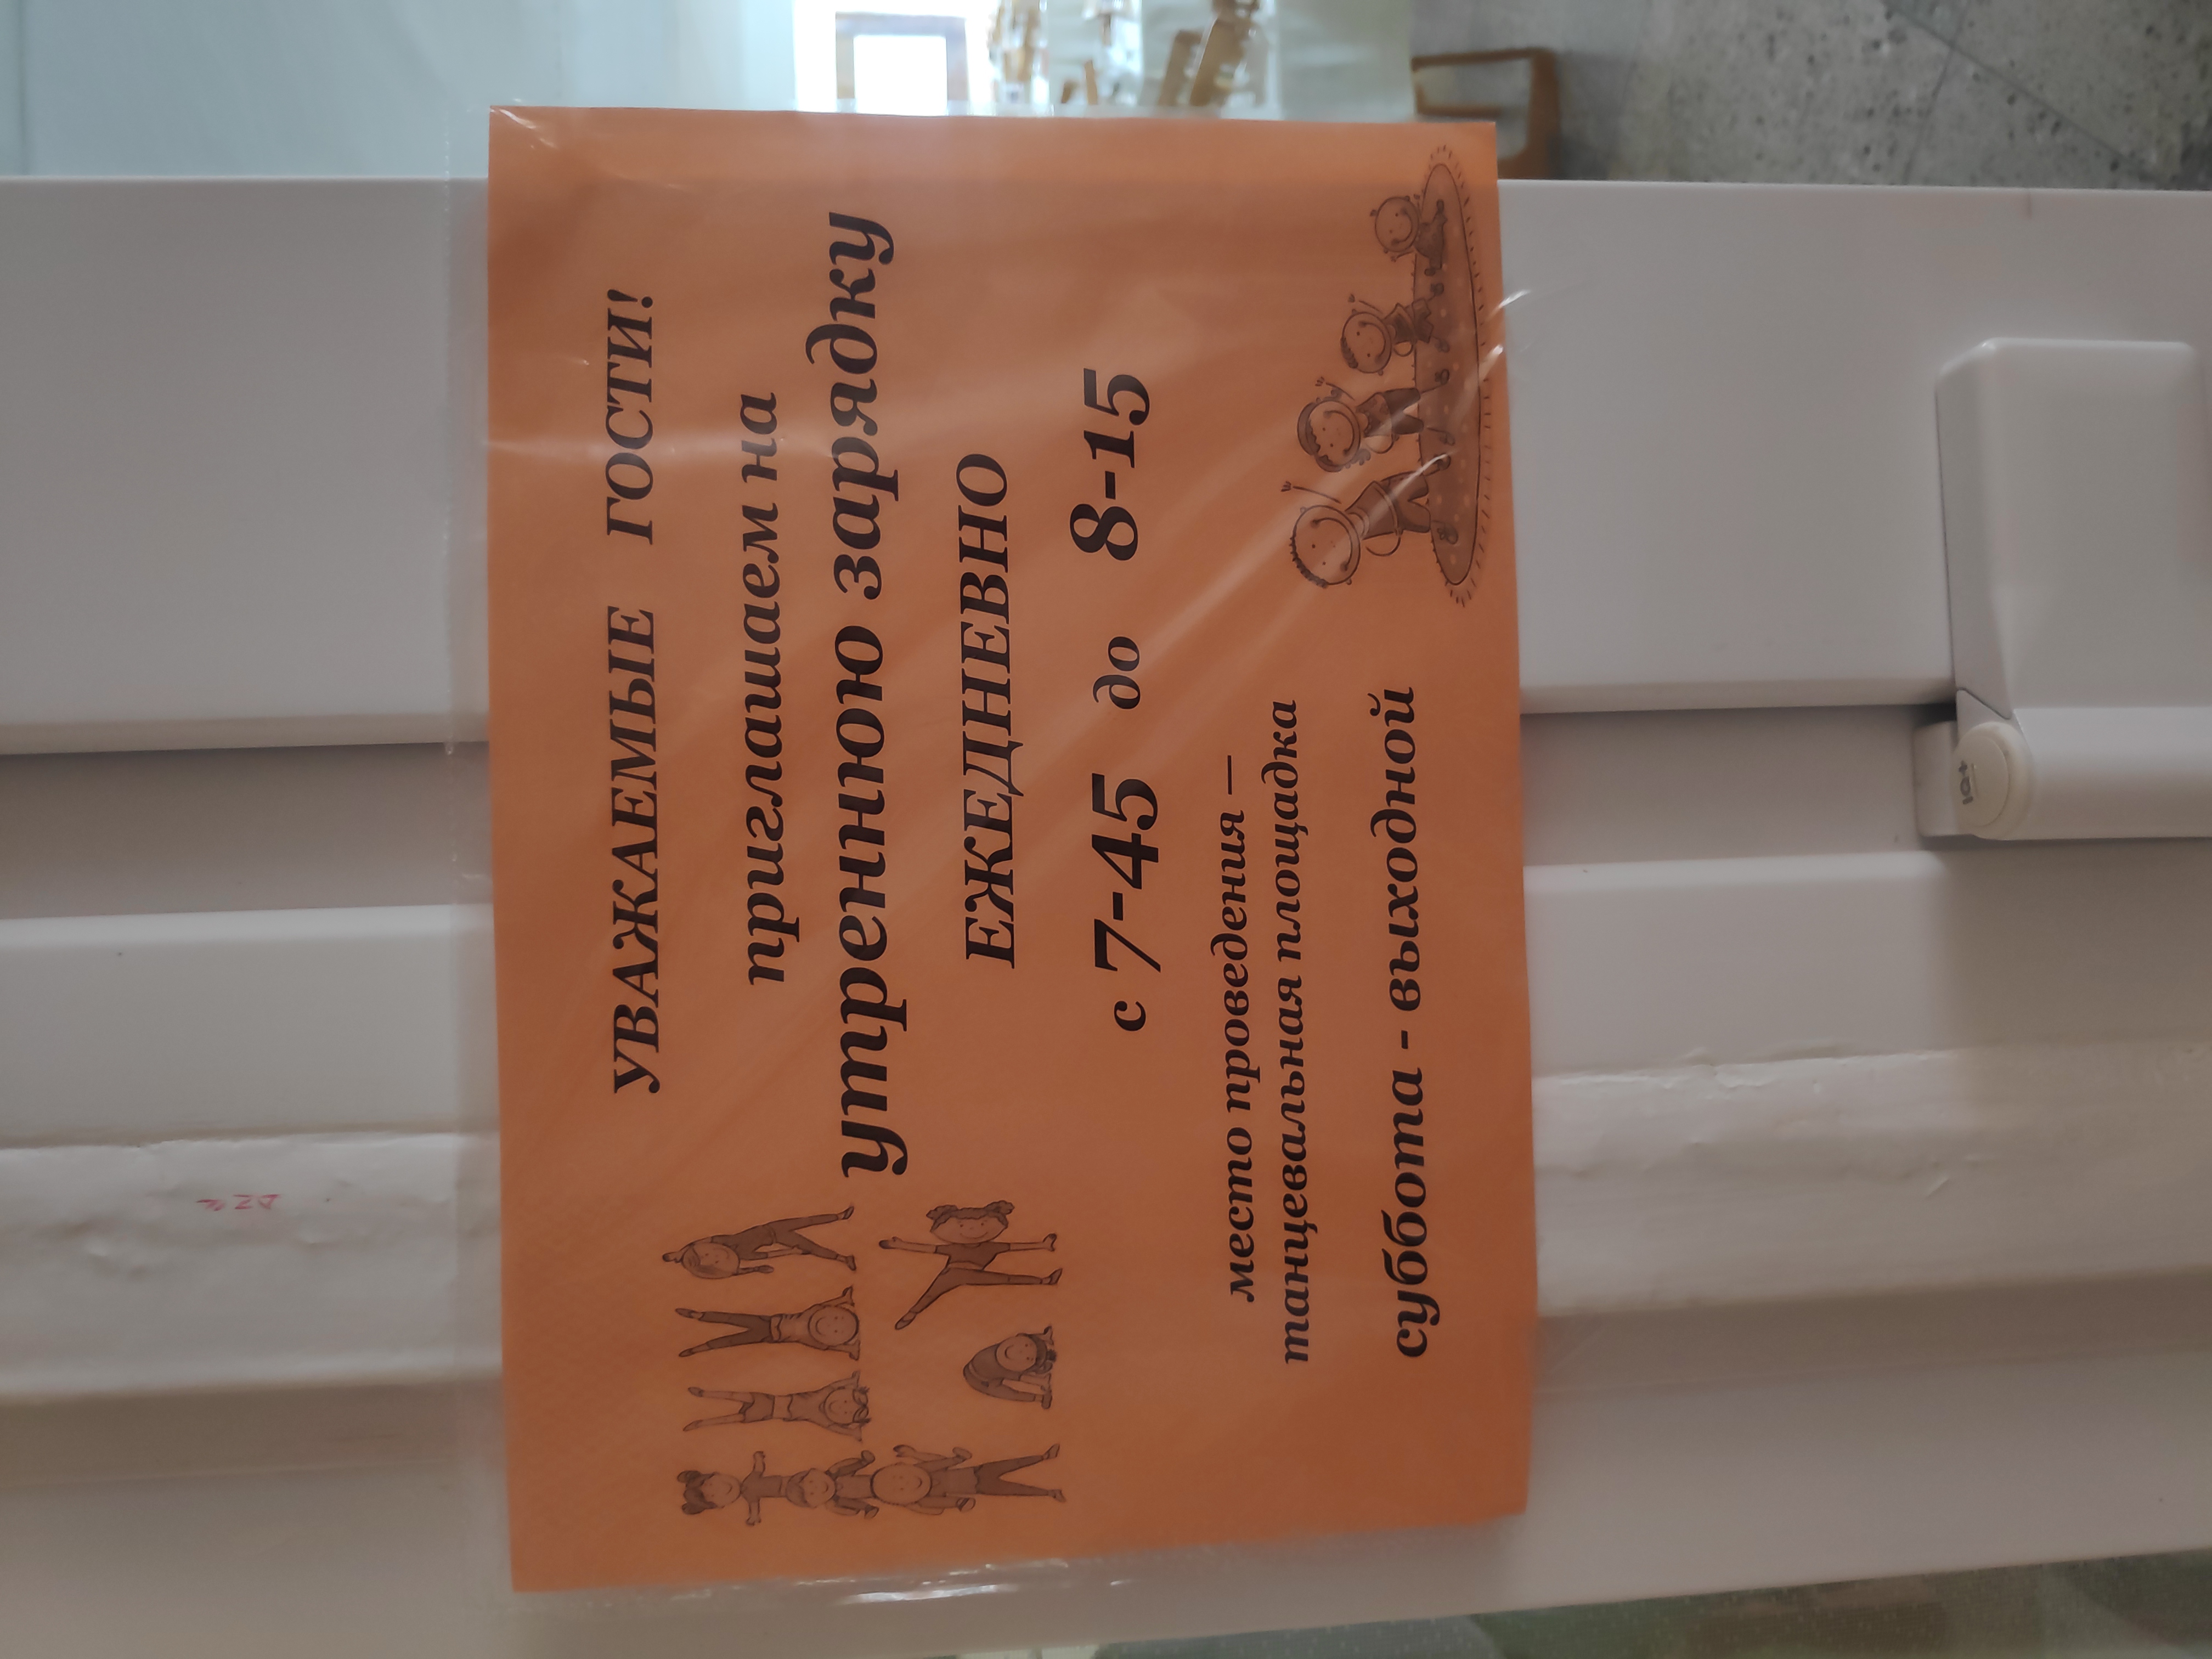 УВАЖАЕМЫЕ ГОСТИ!
приглашаем на
утреннюю зарядку
ЕЖЕДНЕВНО
с 7-45 до 8-15
место проведения —
танцевальная площадка
суббота - выходной